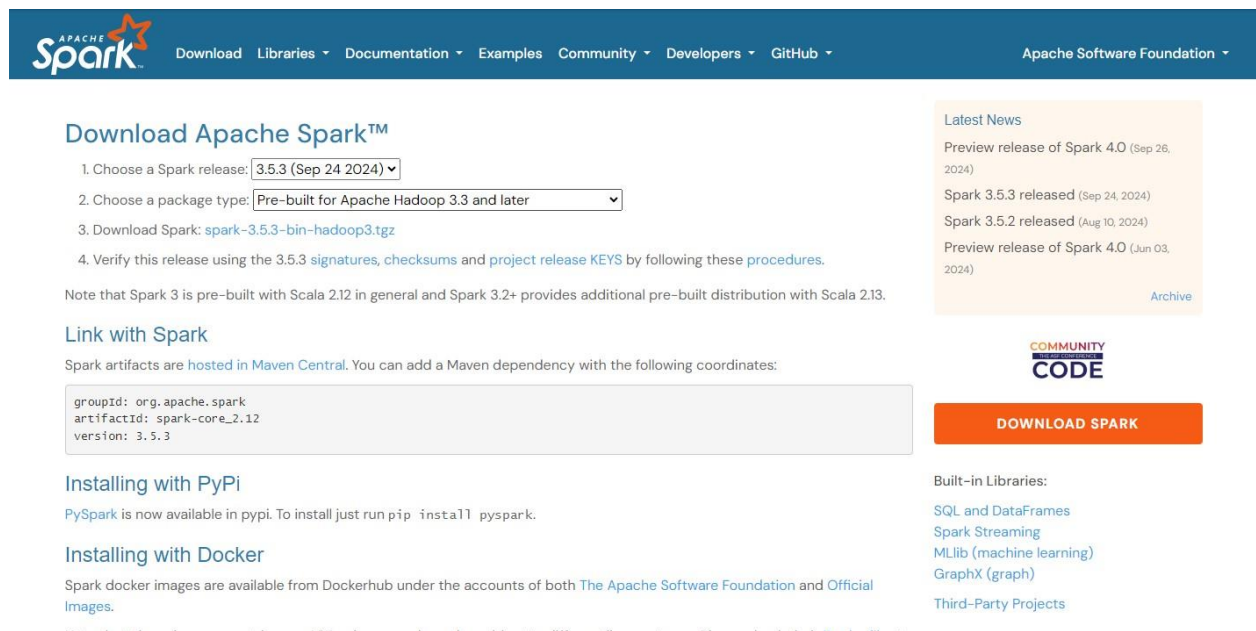 APACHE
Spark™
Download Libraries Documentation Examples Community Developers GitHub Apache Software Foundation
Download Apache Spark™
1. Choose a Spark release: 3.5.3 (Sep 24 2024)
2. Choose a package type: Pre-built for Apache Hadoop 3.3 and later
3. Download Spark: spark-3.5.3-bin-hadoop3.tgz
4. Verify this release using the 3.5.3 signatures, checksums and project release KEYS by following these procedures.
Note that Spark 3 is pre-built with Scala 2.12 in general and Spark 3.2+ provides additional pre-built distribution with Scala 2.13.
Link with Spark
Spark artifacts are hosted in Maven Central. You can add a Maven dependency with the following coordinates:
groupId: org.apache.spark
artifactId: spark-core_2.12
version: 3.5.3
Installing with PyPi
PySpark is now available in pypi. To install just run pip install pyspark.
Installing with Docker
Spark docker images are available from Dockerhub under the accounts of both The Apache Software Foundation and Official
Images.
Latest News
Preview release of Spark 4.0 (Sep 26,
2024)
Spark 3.5.3 released (Sep 24, 2024)
Spark 3.5.2 released (Aug 10, 2024)
Preview release of Spark 4.0 (Jun 03,
2024)
Archive
COMMUNITY
THE ASF CONFERENCE
CODE
DOWNLOAD SPARK
Built-in Libraries:
SQL and DataFrames
Spark Streaming
MLlib (machine learning)
GraphX (graph)
Third-Party Projects